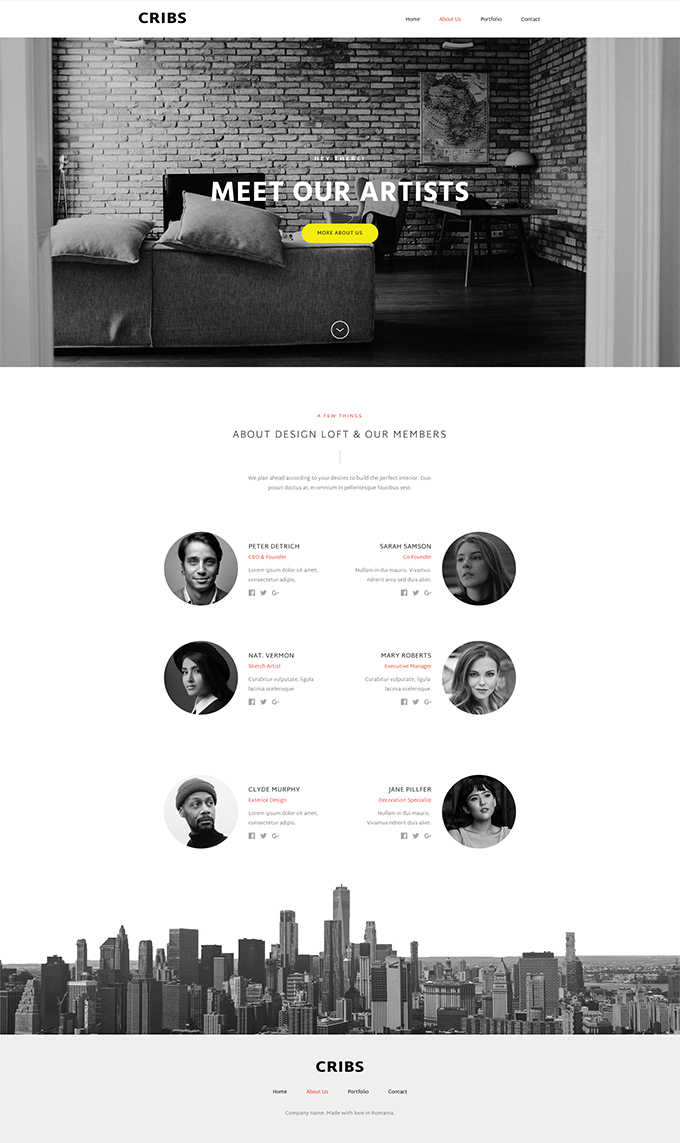 CRIBS
Home About Us Portfolio Contact
HEY THERE!
MEET OUR ARTISTS
MORE ABOUT US
A FEW THINGS
ABOUT DESIGN LOFT & OUR MEMBERS
We plan ahead according to your desires to build the perfect interior. Duo
possit doctus at, ei omnium in pellentesque faucibus vest.
PETER DETRICH
CEO & Founder
Lorem ipsum dolor sit amet,
consectetur adipis.
SARAH SAMSON
Co Founder
Nullam in dui mauris. Vivamus
ndrerit arcu sed duis aliet.
NAT. VERMON
Sketch Artist
Curabitur vulputate, ligula
lacinia scelerisque.
MARY ROBERTS
Executive Manager
Curabitur vulputate, ligula
lacinia scelerisque.
CLYDE MURPHY
Exterior Design
Lorem ipsum dolor sit amet,
consectetur adipis.
JANE PILLFER
Decoration Specialist
Nullam in dui mauris.
Vivamus ndrerit duis aliet.
CRIBS
Home About Us Portfolio Contact
Company name. Made with love in Romania.